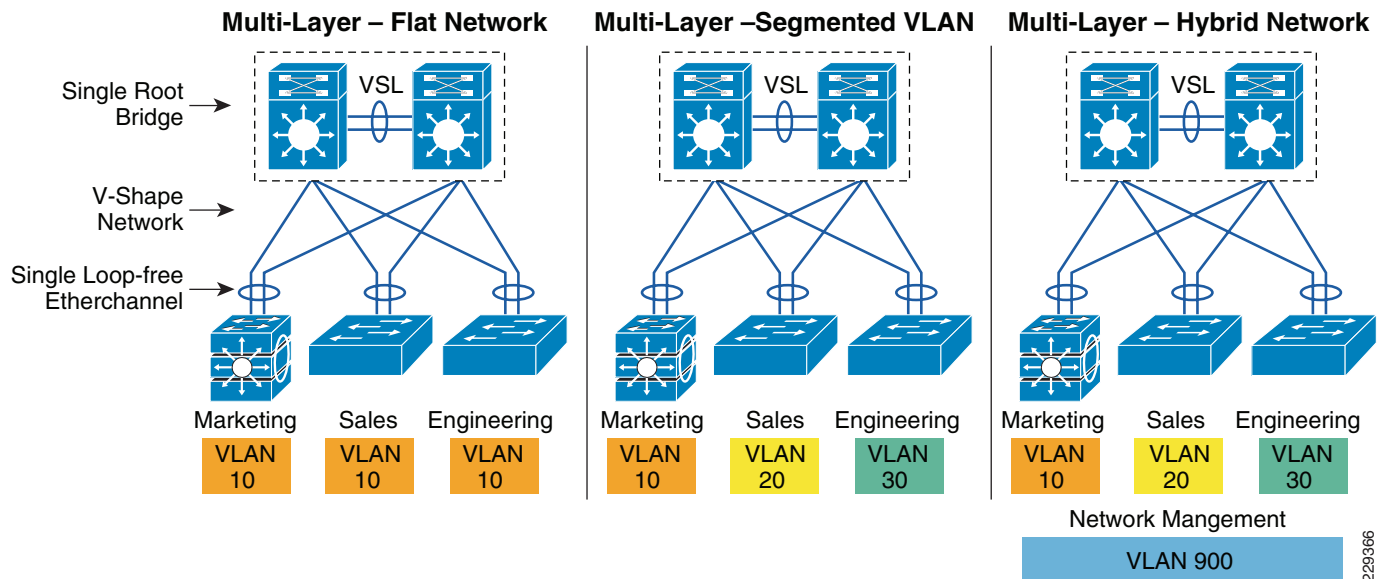 Multi-Layer – Flat Network
Multi-Layer –Segmented VLAN
Multi-Layer – Hybrid Network
Single Root
Bridge
VSL
VSL
VSL
V-Shape
Network
Single Loop-free
Etherchannel
Marketing
Sales
Engineering
VLAN
10
VLAN
10
VLAN
10
Marketing
Sales
Engineering
VLAN
10
VLAN
20
VLAN
30
Marketing
Sales
Engineering
VLAN
10
VLAN
20
VLAN
30
Network Mangement
VLAN 900
229366